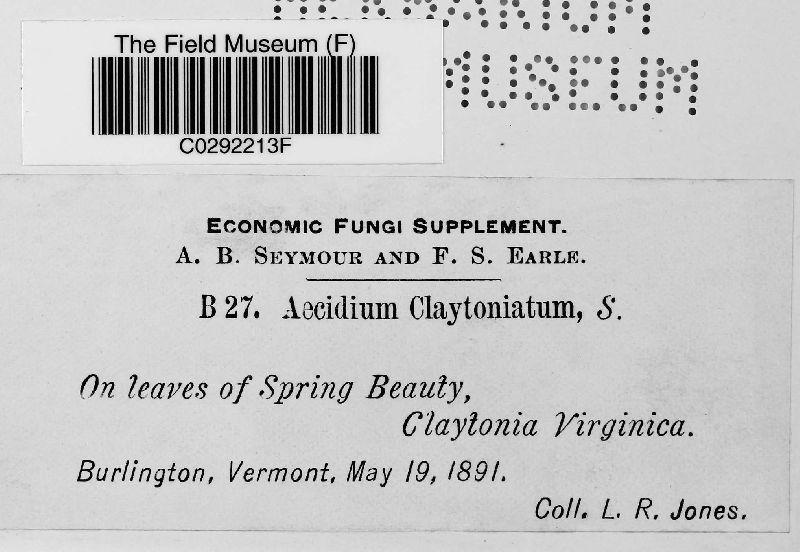 HERBARIUM
MUSEUM
The Field Museum (F)
C0292213F
ECONOMIC FUNGI SUPPLEMENT.
A. B. SEYMOUR AND F. S. EARLE.
B 27. Aecidium Claytoniatum, S.
On leaves of Spring Beauty,
Claytonia Virginica.
Burlington, Vermont, May 19, 1891.
Coll. L. R. Jones.